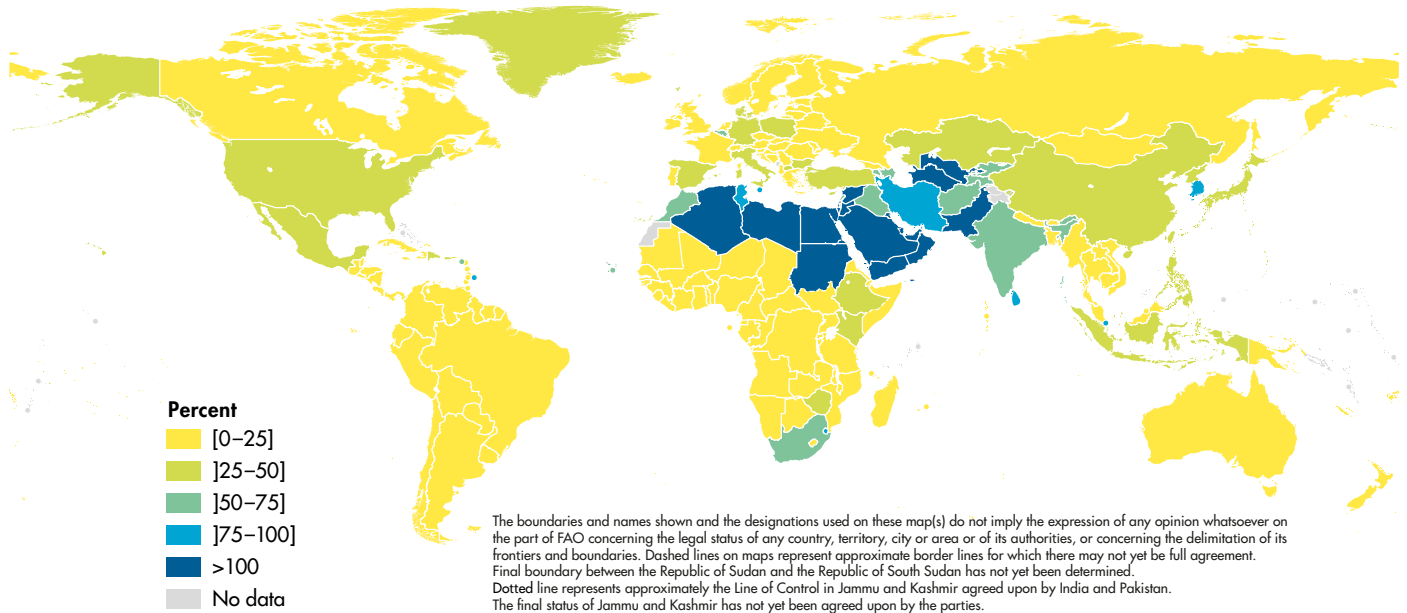 Percent
[0–25]
]25–50]
]50–75]
]75–100]
>100
No data
The boundaries and names shown and the designations used on these map(s) do not imply the expression of any opinion whatsoever on
the part of FAO concerning the legal status of any country, territory, city or area or of its authorities, or concerning the delimitation of its
frontiers and boundaries. Dashed lines on maps represent approximate border lines for which there may not yet be full agreement.
Final boundary between the Republic of Sudan and the Republic of South Sudan has not yet been determined.
Dotted line represents approximately the Line of Control in Jammu and Kashmir agreed upon by India and Pakistan.
The final status of Jammu and Kashmir has not yet been agreed upon by the parties.